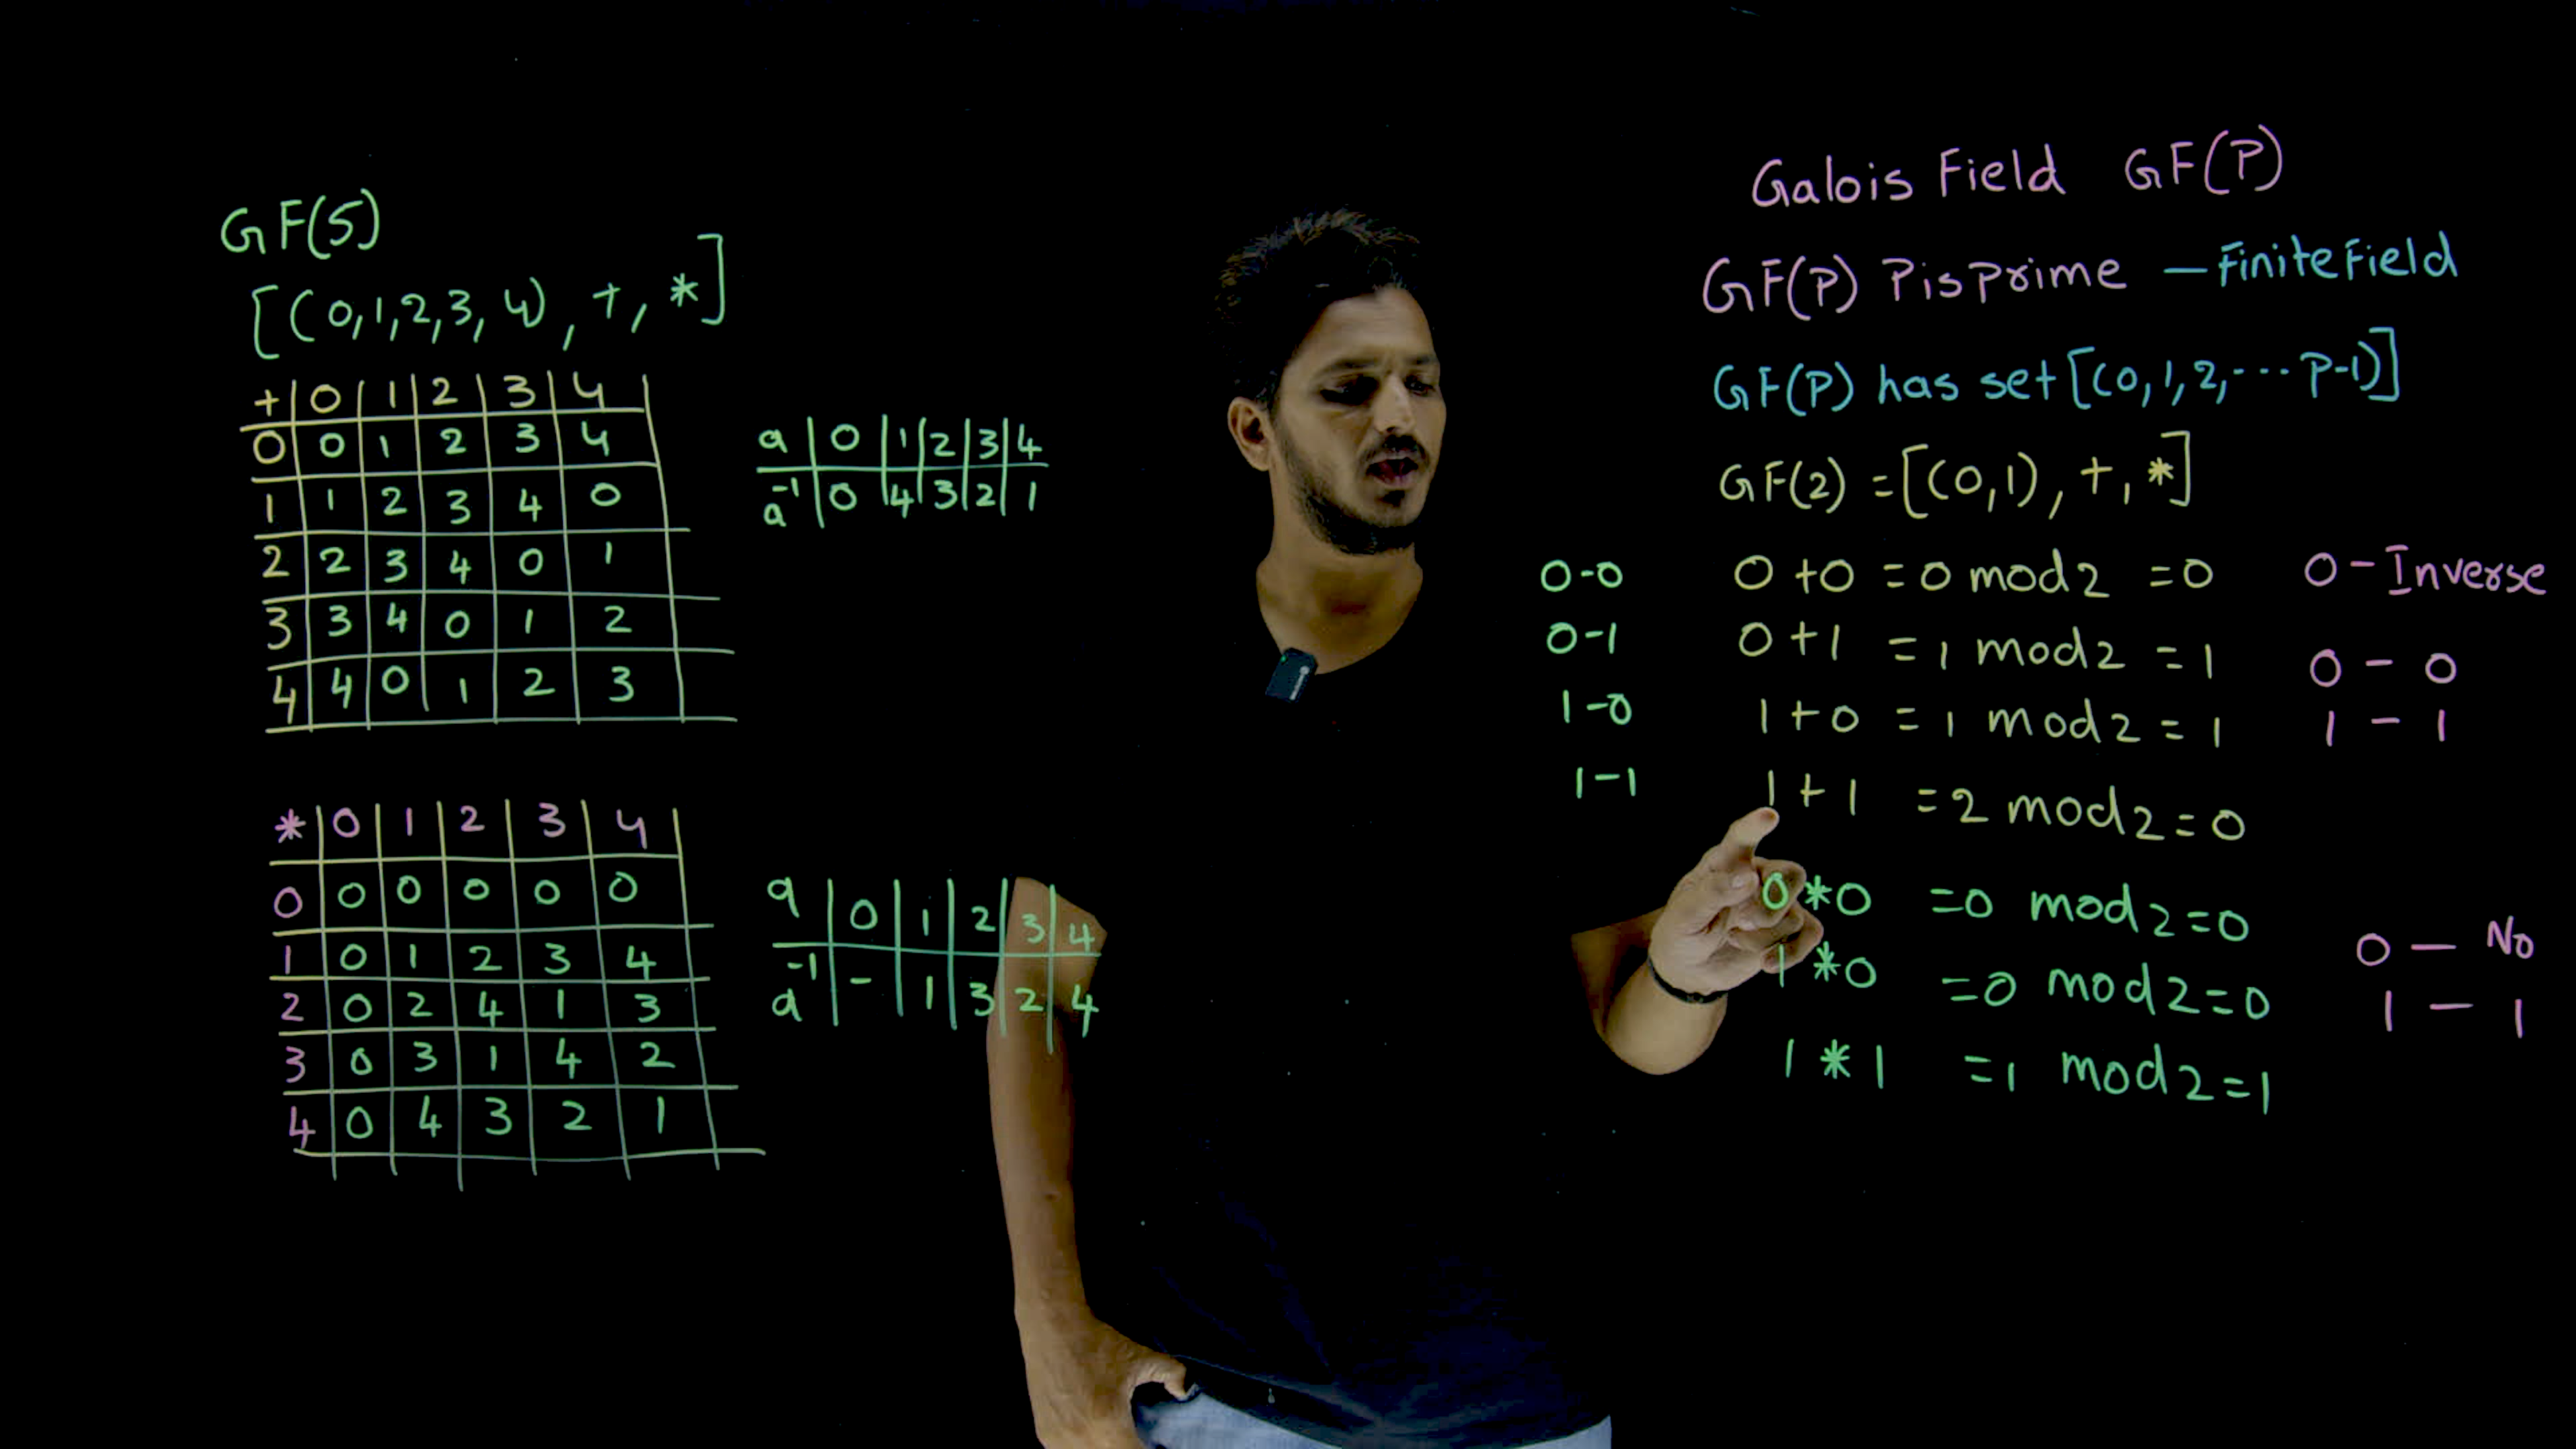 GF(5)
[(0,1,2,3,4), +, *]
+ 0 1 2 3 4
0 0 1 2 3 4
1 1 2 3 4 0
2 2 3 4 0 1
3 3 4 0 1 2
4 4 0 1 2 3
a 0 1 2 3 4
a⁻¹ 0 4 3 2 1
* 0 1 2 3 4
0 0 0 0 0 0
1 0 1 2 3 4
2 0 2 4 1 3
3 0 3 1 4 2
4 0 4 3 2 1
a 0 1 2 3 4
a⁻¹ - 1 3 2 4
Galois Field GF(P)
GF(P) P is prime - Finite Field
GF(P) has set [(0,1,2,... P-1)]
GF(2) = [(0,1), +, *]
0-0 0+0 = 0 mod 2 = 0 0-Inverse
0-1 0+1 = 1 mod 2 = 1 0 - 0
1-0 1+0 = 1 mod 2 = 1 1 - 1
1-1 1+1 = 2 mod 2 = 0
0*0 = 0 mod 2 = 0 0 - No
1*0 = 0 mod 2 = 0 1 - 1
1*1 = 1 mod 2 = 1